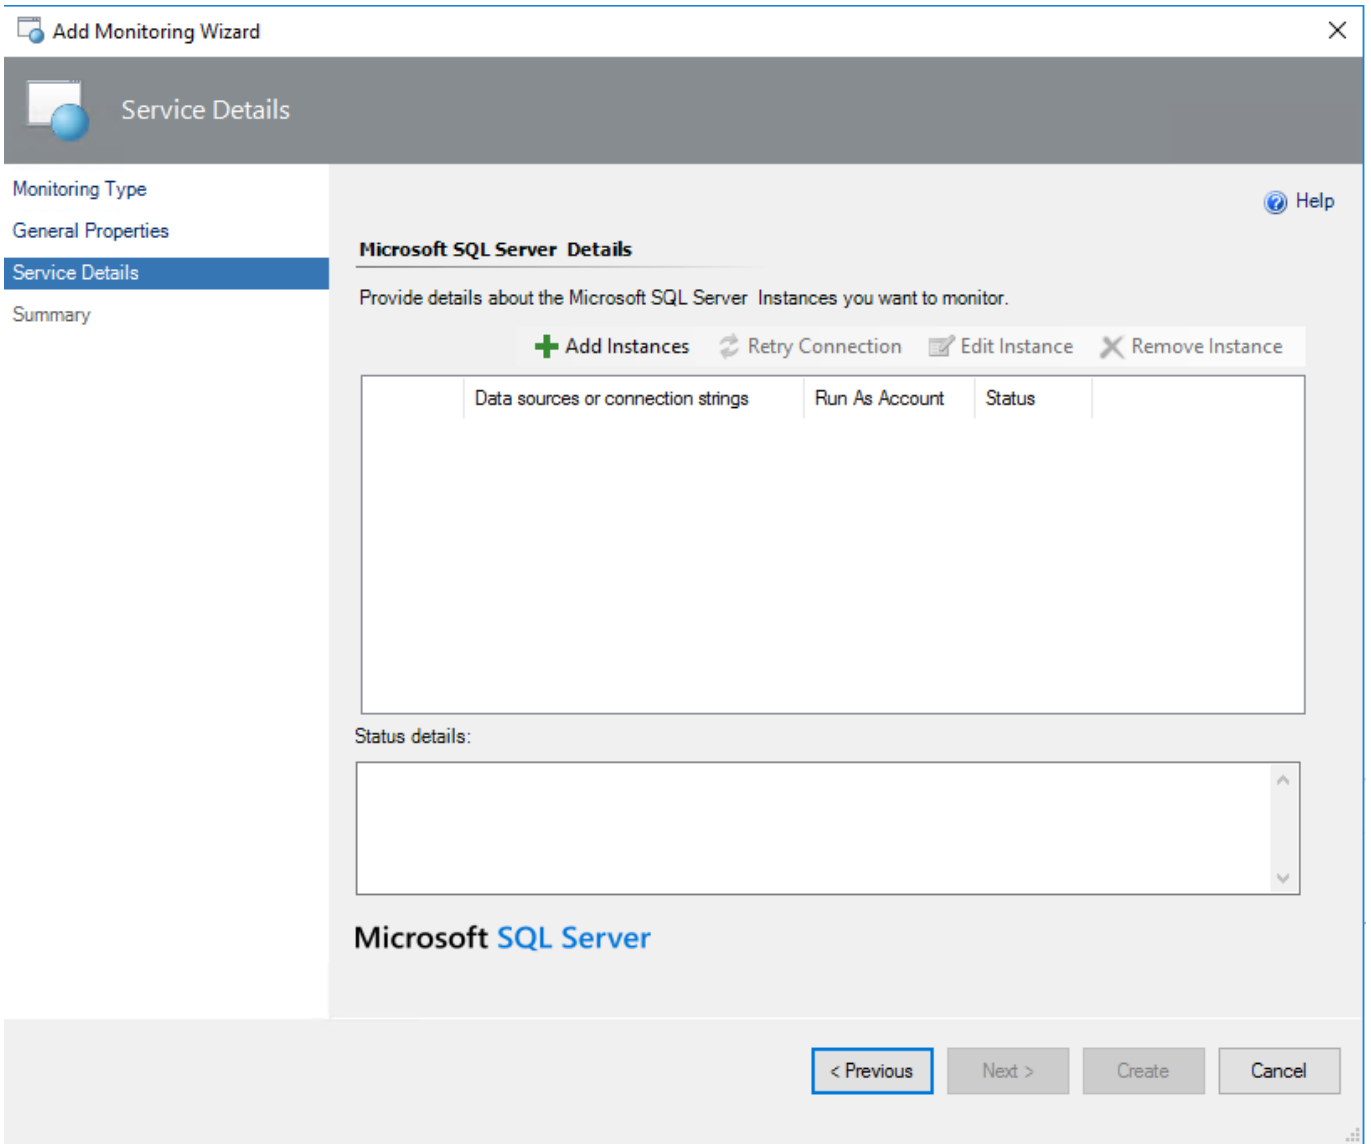 Add Monitoring Wizard
Service Details
Monitoring Type
General Properties
Service Details
Summary
Help
Microsoft SQL Server Details
Provide details about the Microsoft SQL Server Instances you want to monitor.
Add Instances Retry Connection Edit Instance Remove Instance
Data sources or connection strings Run As Account Status
Status details:
Microsoft SQL Server
< Previous Next > Create Cancel